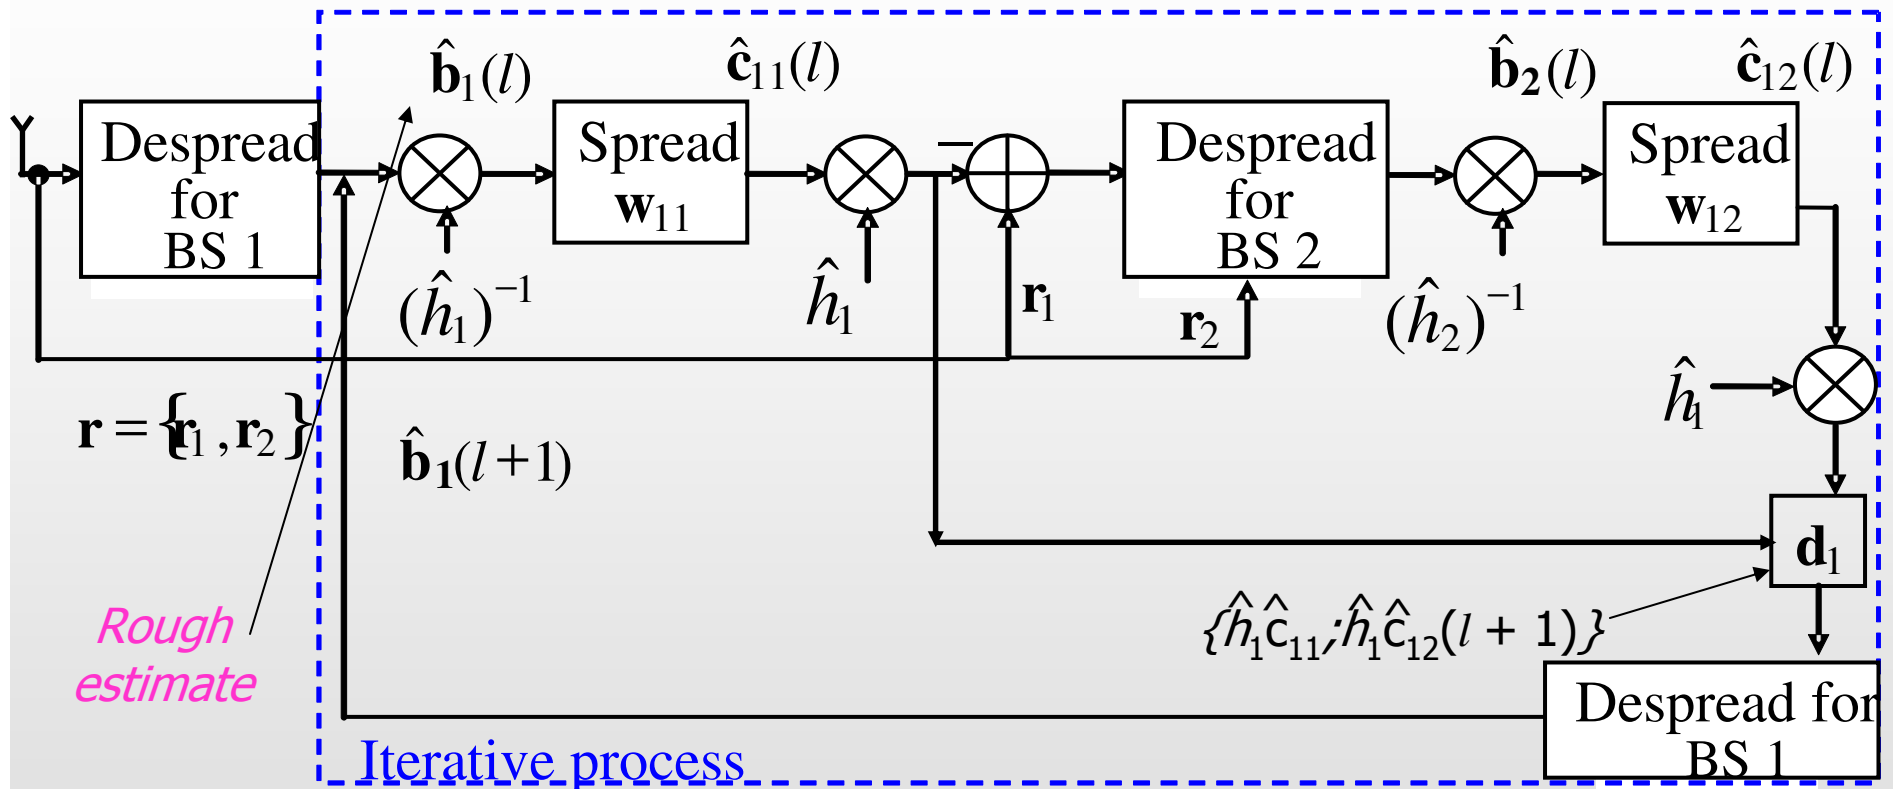 b̂₁(l)
ĉ₁₁(l)
b̂₂(l)
ĉ₁₂(l)
Despread
for
BS 1
Spread
w₁₁
−
Despread
for
BS 2
Spread
w₁₂
(ĥ₁)⁻¹
ĥ₁
r₁
r₂
(ĥ₂)⁻¹
ĥ₁
r = {r₁ , r₂}
b̂₁(l+1)
d₁
Rough
estimate
{ĥ₁ĉ₁₁;ĥ₁ĉ₁₂(l + 1)}
Despread for
BS 1
Iterative process